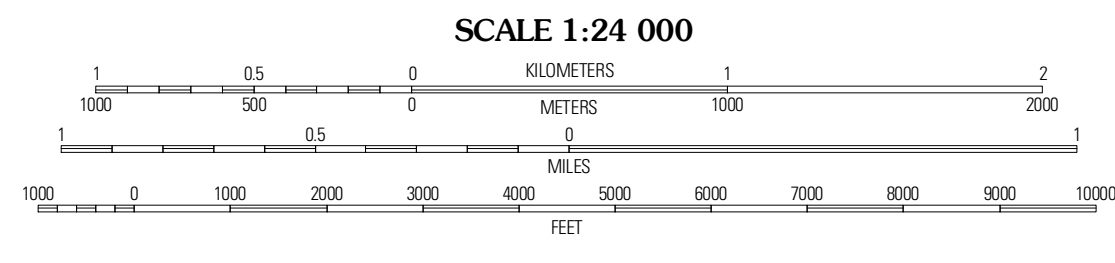 SCALE 1:24 000
1 0.5 0 KILOMETERS 1 2
1000 500 0 METERS 1000 2000
1 0.5 0 1
MILES
1000 0 1000 2000 3000 4000 5000 6000 7000 8000 9000 10000
FEET